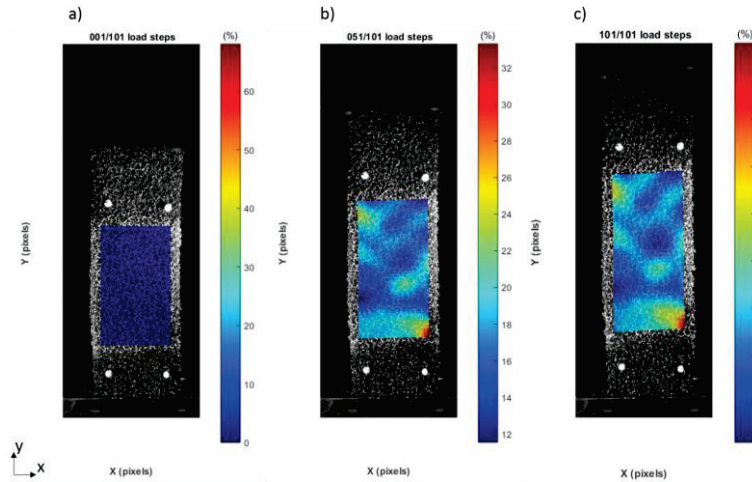 a)
b)
c)
001/101 load steps
(%)
051/101 load steps
(%)
101/101 load steps
(%)
60
50
40
30
20
10
0
32
30
28
26
24
22
20
18
16
14
12
Y (pixels)
Y (pixels)
Y (pixels)
X (pixels)
X (pixels)
X (pixels)
y
x